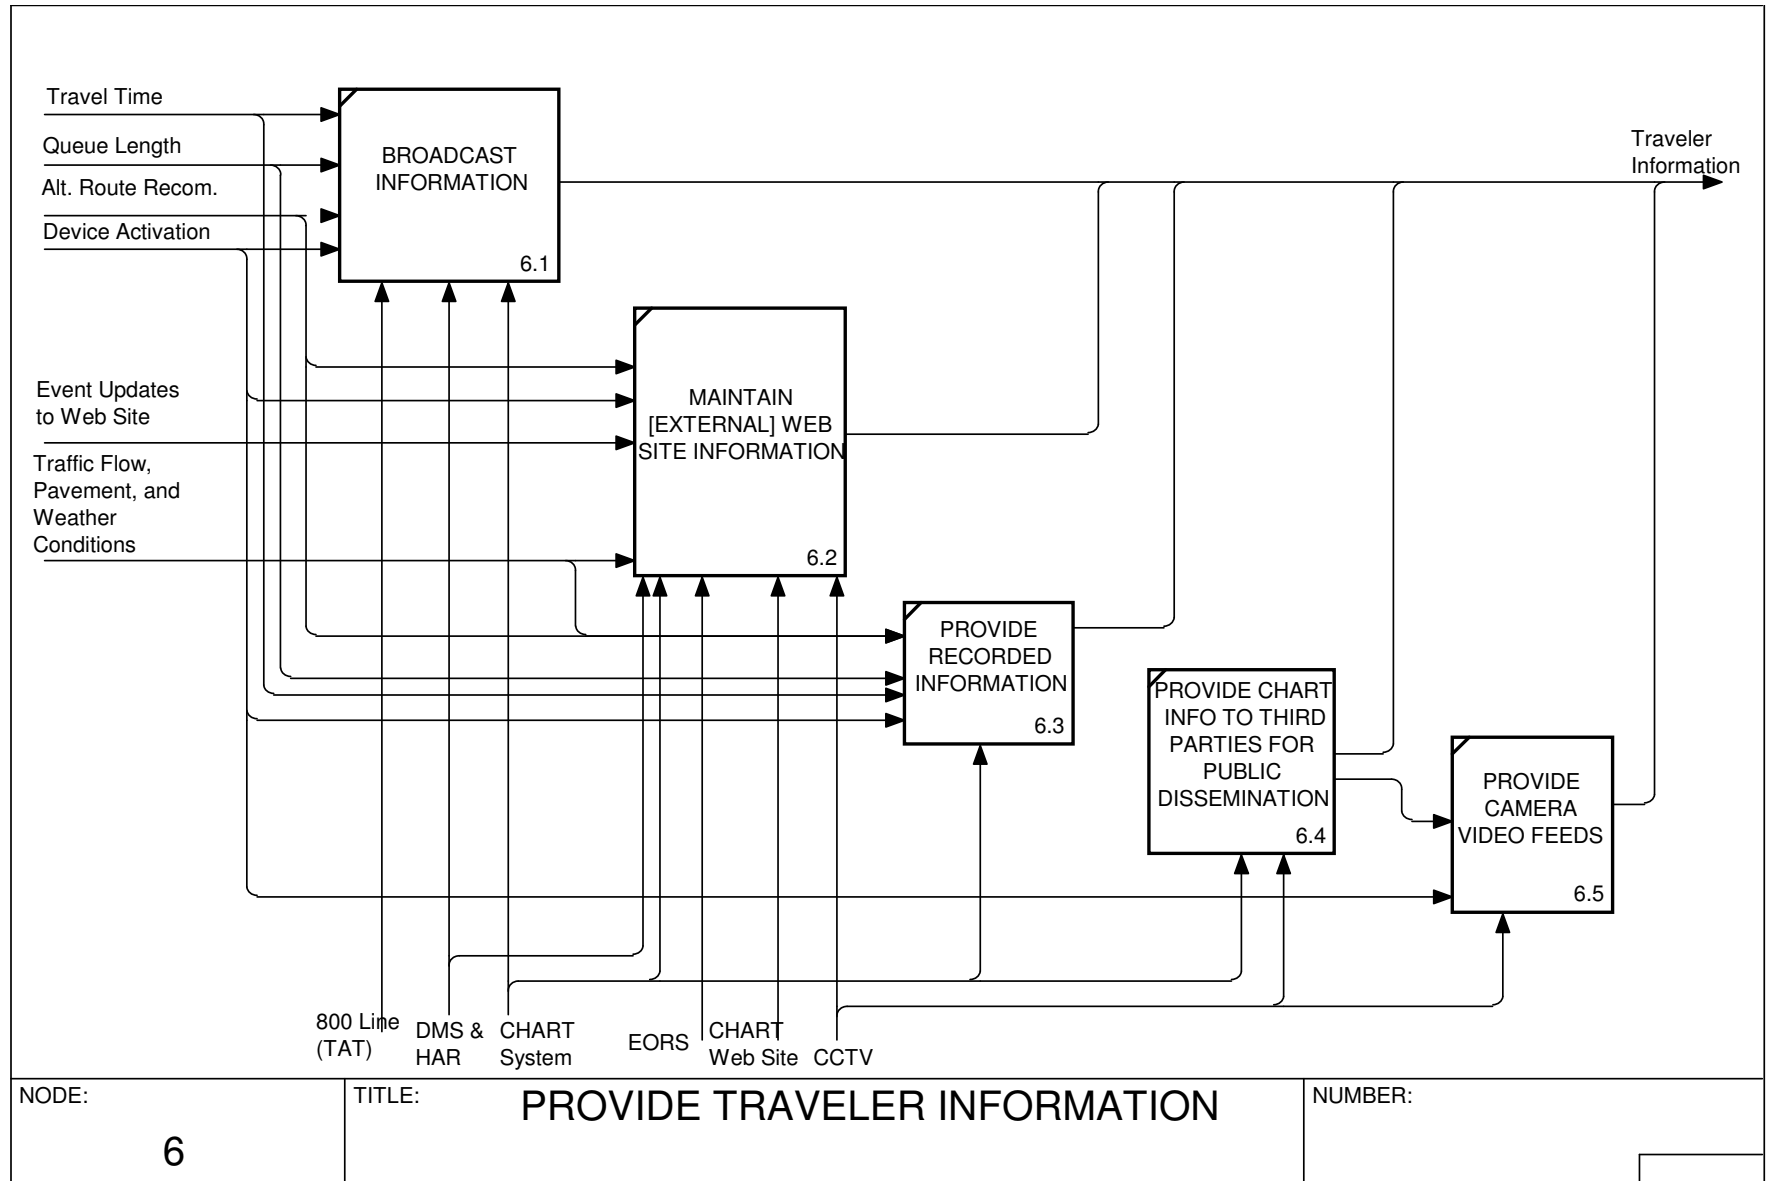 Travel Time
Queue Length
Alt. Route Recom.
Device Activation
BROADCAST
INFORMATION
6.1
Traveler
Information
Event Updates
to Web Site
Traffic Flow,
Pavement, and
Weather
Conditions
MAINTAIN
[EXTERNAL] WEB
SITE INFORMATION
6.2
PROVIDE
RECORDED
INFORMATION
6.3
PROVIDE CHART
INFO TO THIRD
PARTIES FOR
PUBLIC
DISSEMINATION
6.4
PROVIDE
CAMERA
VIDEO FEEDS
6.5
800 Line
(TAT)
DMS &
HAR
CHART
System
EORS
CHART
Web Site
CCTV
NODE:
6
TITLE:
PROVIDE TRAVELER INFORMATION
NUMBER: